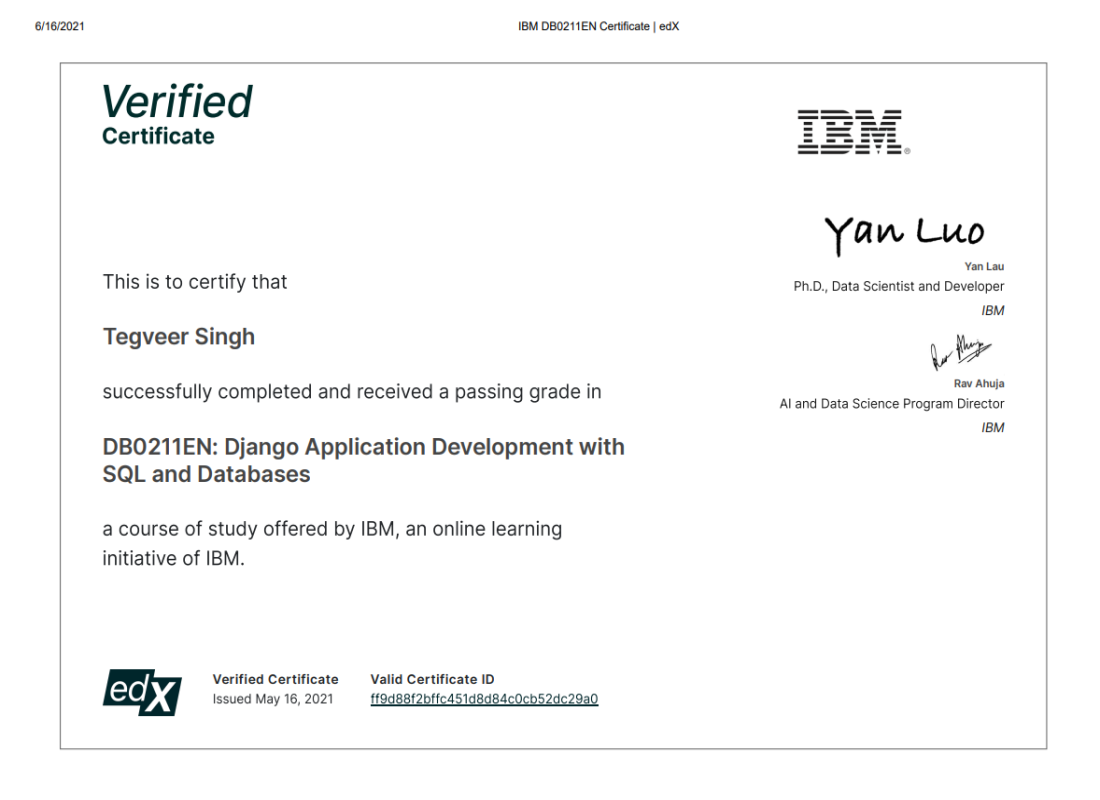 6/16/2021
IBM DB0211EN Certificate | edX
Verified
Certificate
IBM®
Yan Luo
Yan Lau
Ph.D., Data Scientist and Developer
IBM
Rav Ahuja
Rav Ahuja
AI and Data Science Program Director
IBM
This is to certify that
Tegveer Singh
successfully completed and received a passing grade in
DB0211EN: Django Application Development with
SQL and Databases
a course of study offered by IBM, an online learning
initiative of IBM.
edX
Verified Certificate
Issued May 16, 2021
Valid Certificate ID
ff9d88f2bffc451d8d84c0cb52dc29a0